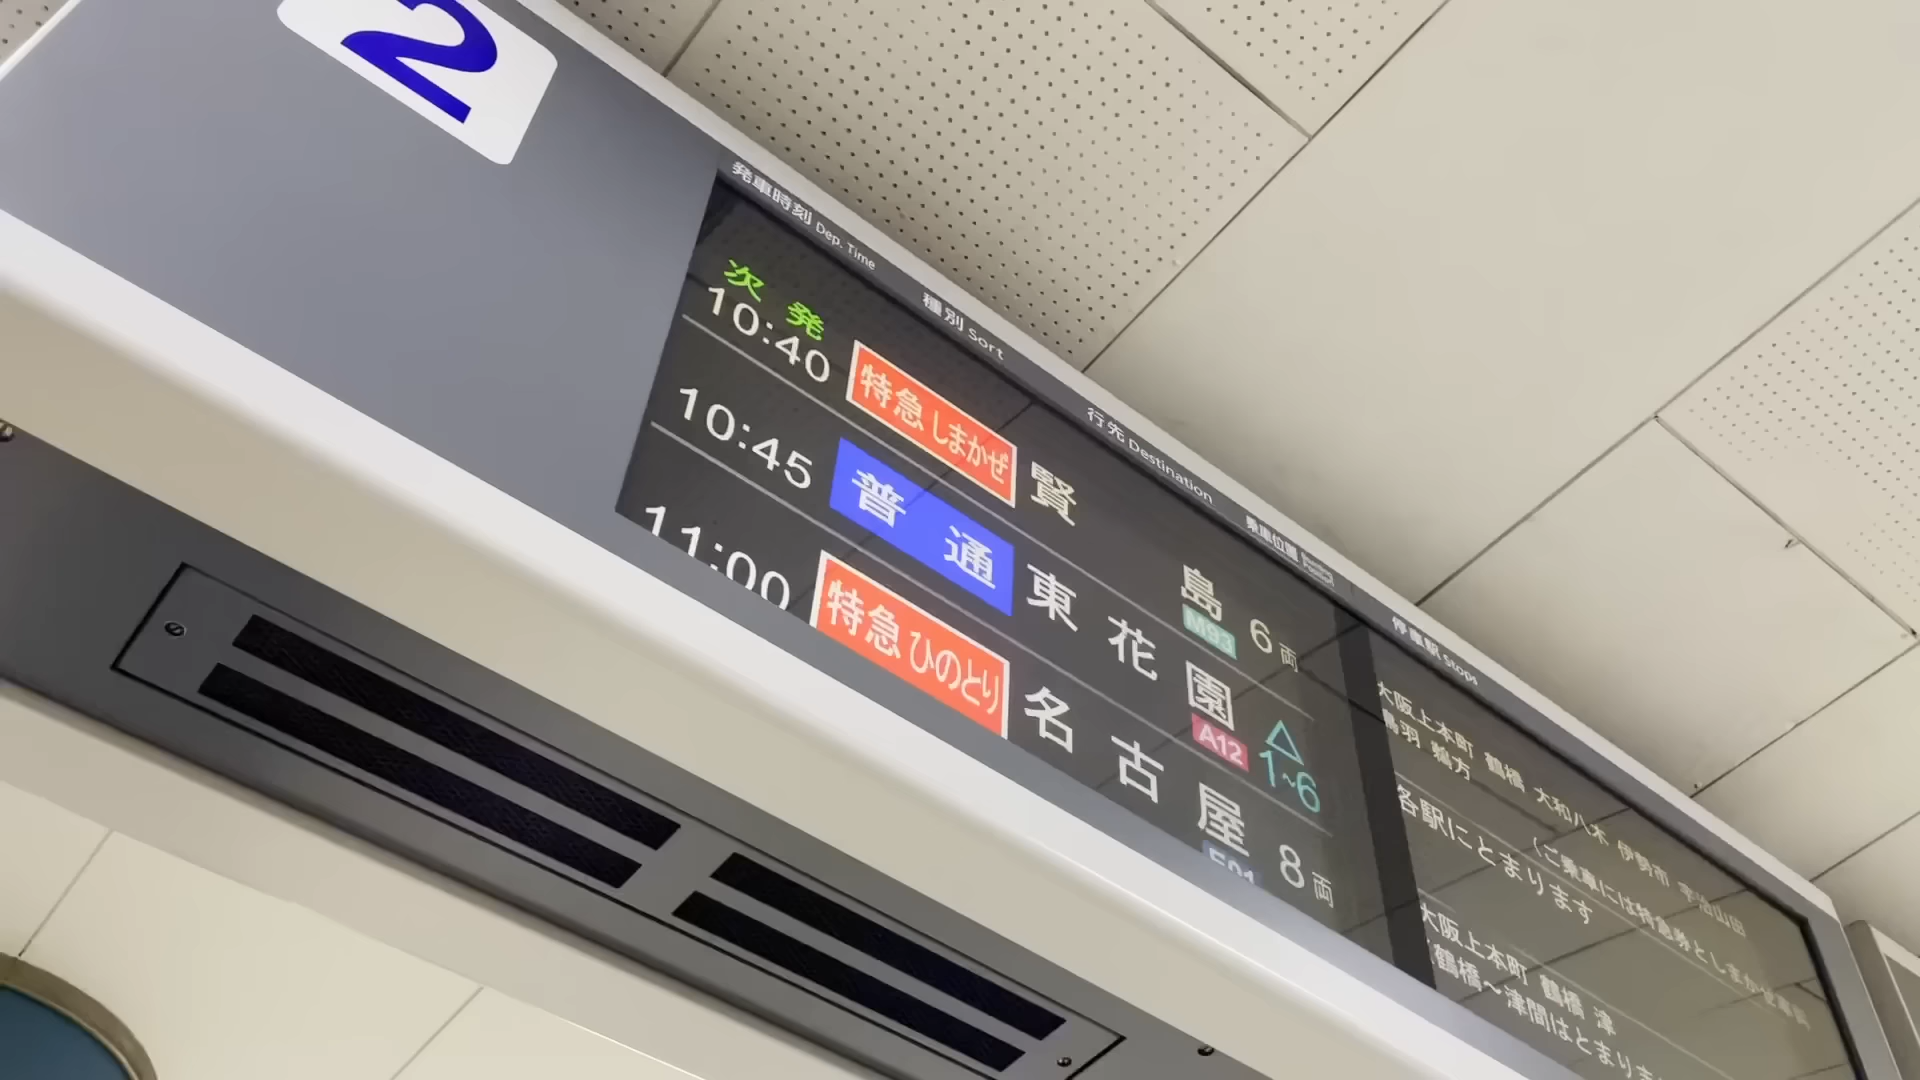 2
発車時刻 Dep. Time 種別 Sort 行先 Destination 乗車位置 停車駅 Stops
次発
10:40 特急しまかぜ 賢島 M93 6両
大阪上本町 鶴橋 大和八木 伊勢市 宇治山田
鳥羽 鵜方 (ご乗車には特急券としまかぜ
10:45 普通 東花園 A12 △ 1~6
各駅にとまります
11:00 特急ひのとり 名古屋 E01 8両
大阪上本町 鶴橋 津
鶴橋~津間はとまりま